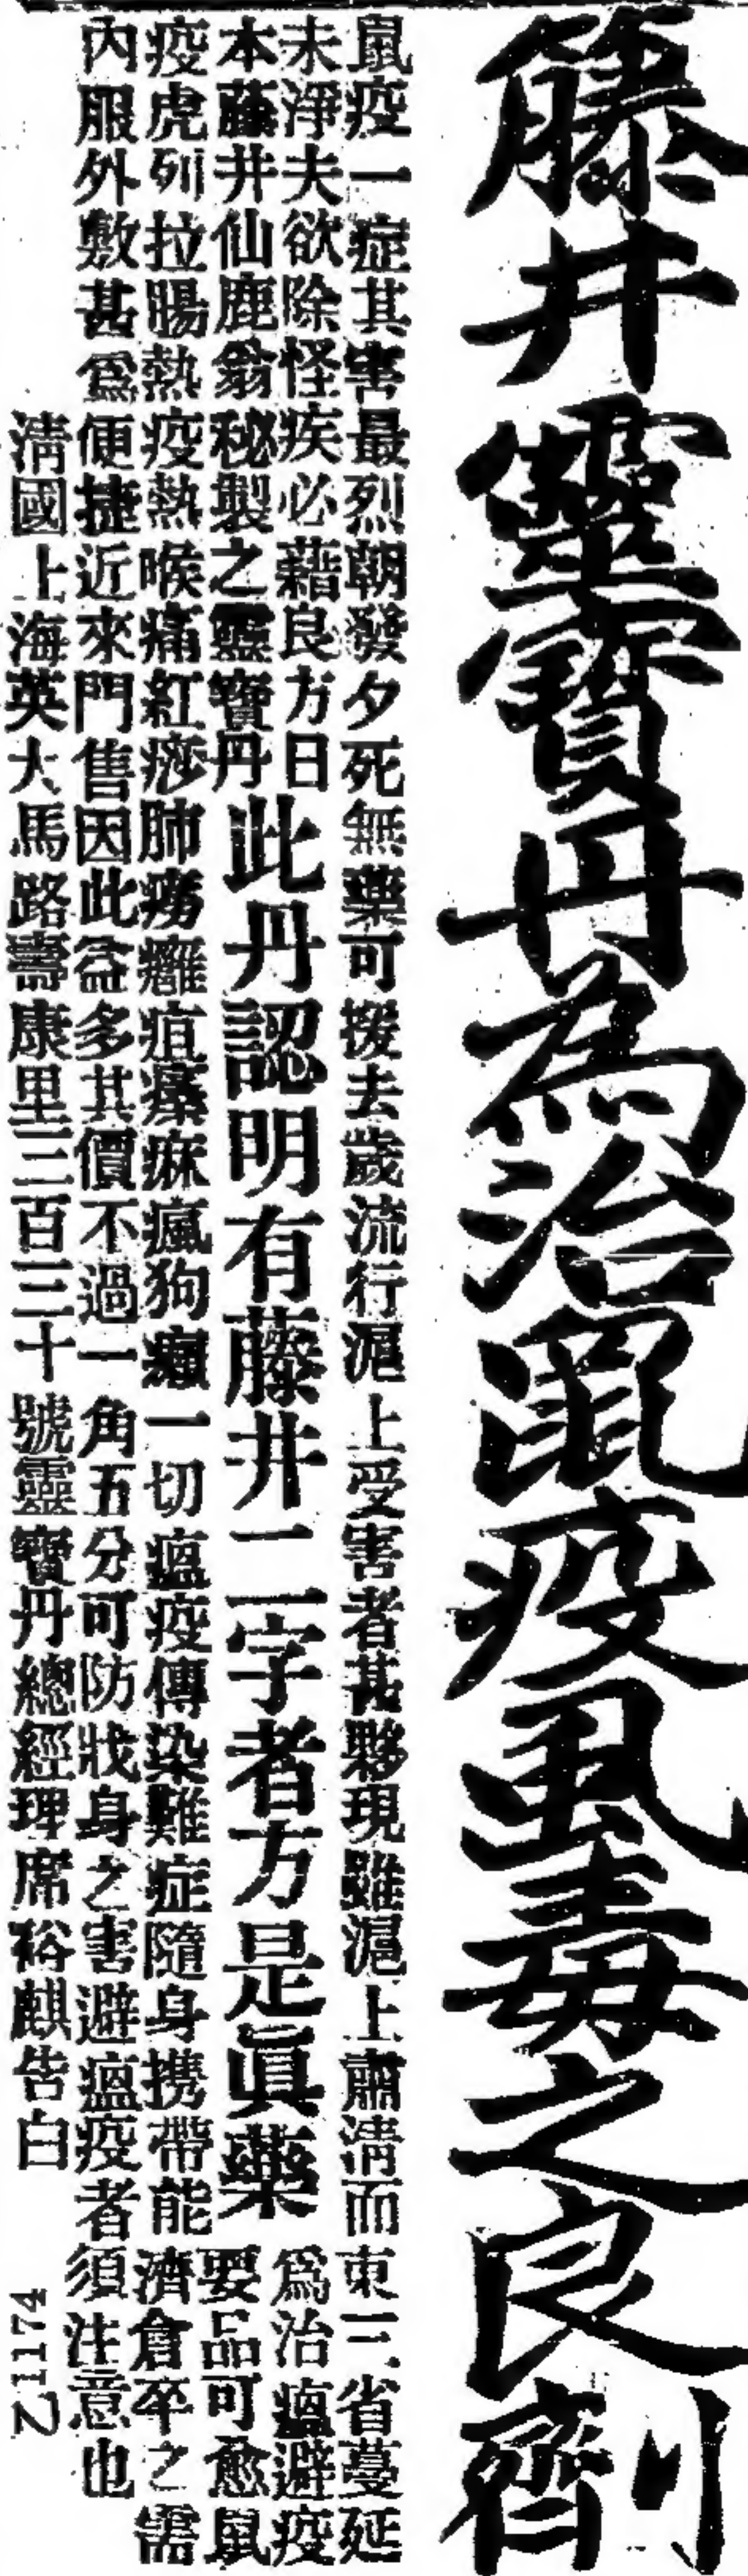 籐井靈寳丹為治鼠疫虱毒之良劑
鼠疫一症其害最烈朝發夕死無藥可援去歲流行滬上受害者甚夥現雖滬上肅清而東三省蔓延
未淨夫欲除怪疾必藉良方日
本藤井仙鹿翁秘製之靈寶丹
此丹認明有藤井二字者方是眞藥
爲治瘟避疫
要品可愈鼠
疫虎列拉腸熱疫熱喉痛紅痧肺癆癰疽瘰痳瘋狗癩一切瘟疫傳染難症隨身携帶能濟倉卒之需
內服外敷甚爲便捷近來門售因此益多其價不過一角五分可防戕身之害避瘟疫者須注意也
清國上海英大馬路壽康里三百三十號靈寶丹總經理席裕麒告白
Z1174